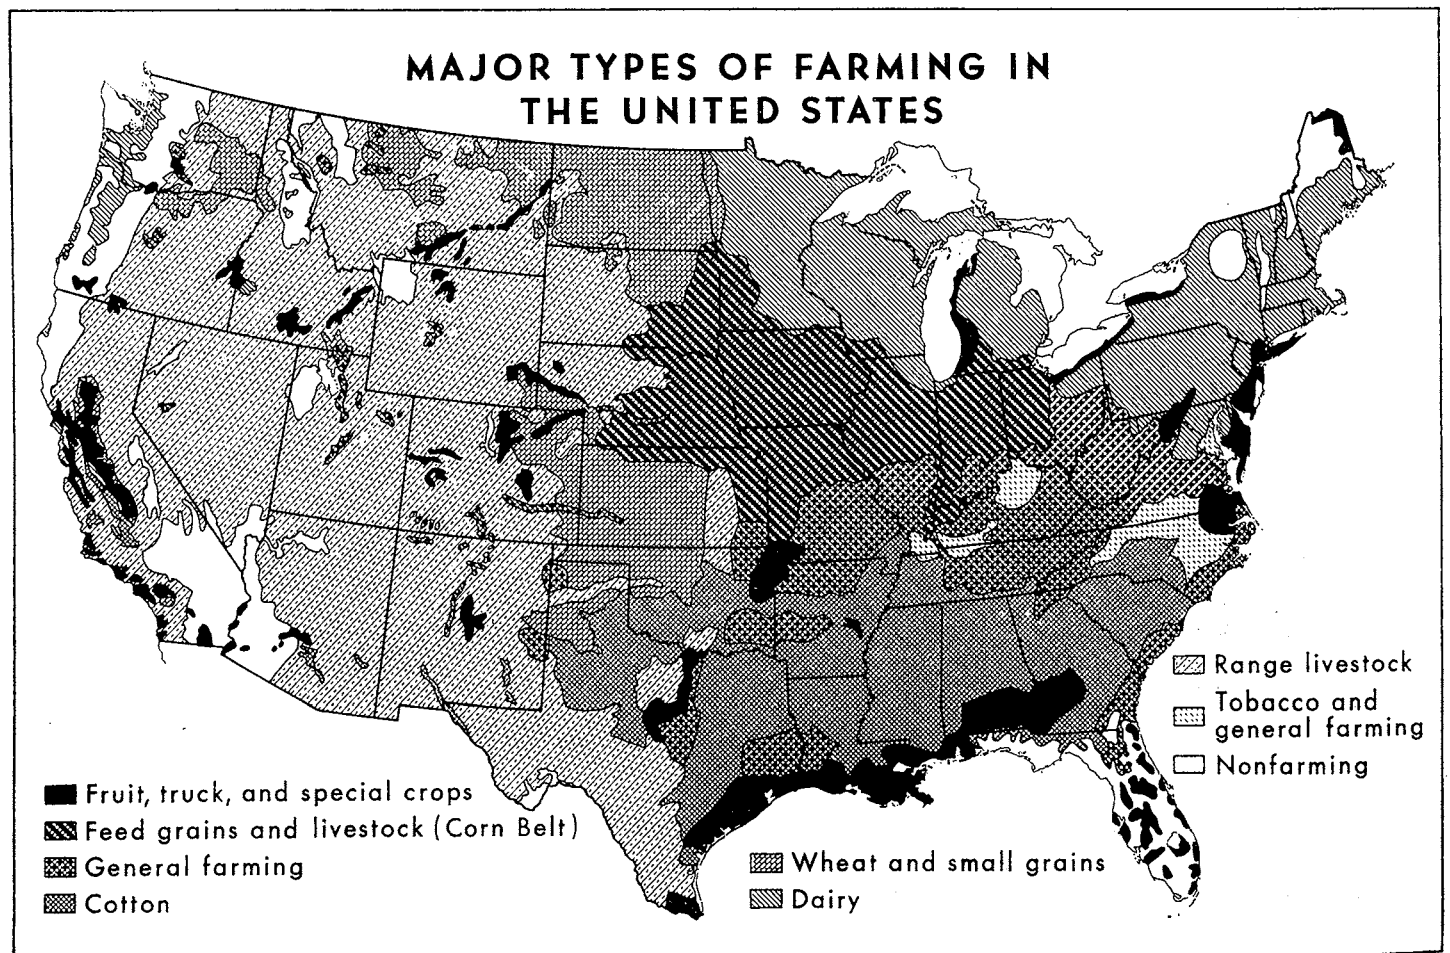 MAJOR TYPES OF FARMING IN
THE UNITED STATES
Range livestock
Tobacco and
general farming
Nonfarming
Fruit, truck, and special crops
Feed grains and livestock (Corn Belt)
General farming
Cotton
Wheat and small grains
Dairy